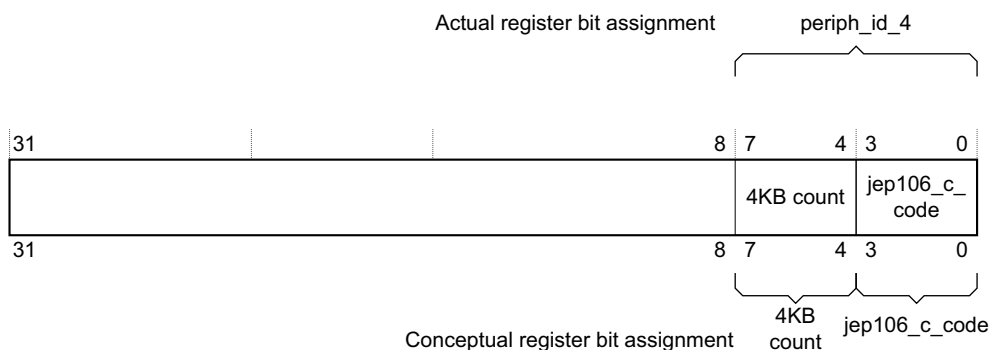 Actual register bit assignment periph_id_4
31 8 7 4 3 0
4KB count jep106_c_
code
31 8 7 4 3 0
Conceptual register bit assignment 4KB
count jep106_c_code